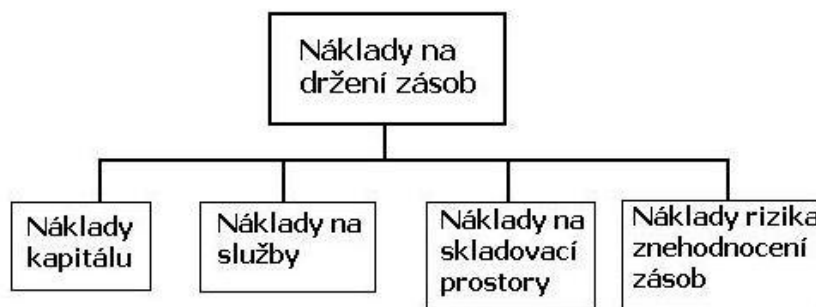 Náklady na
držení zásob
Náklady
kapitálu
Náklady na
služby
Náklady na
skladovací
prostory
Náklady rizika
znehodnocení
zásob